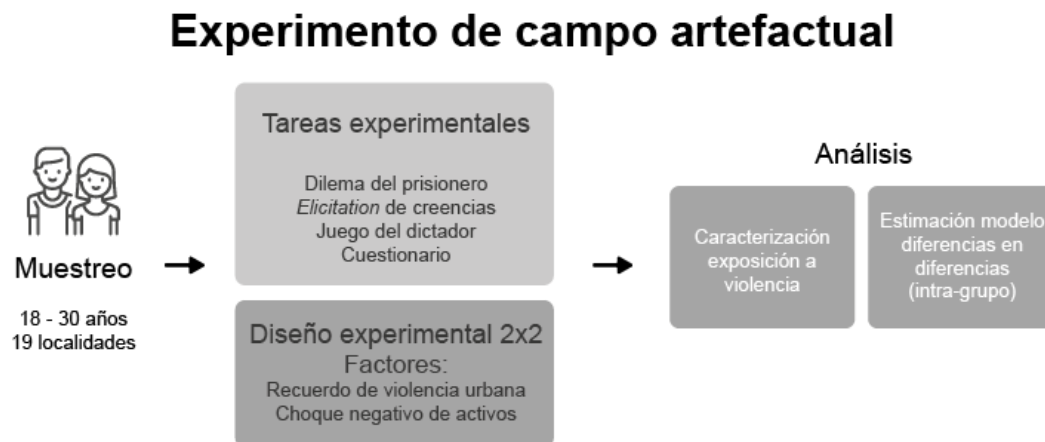 Experimento de campo artefactual
Muestreo
18 - 30 años
19 localidades
Tareas experimentales
Dilema del prisionero
Elicitation de creencias
Juego del dictador
Cuestionario
Diseño experimental 2x2
Factores:
Recuerdo de violencia urbana
Choque negativo de activos
Análisis
Caracterización
exposición a
violencia
Estimación modelo
diferencias en
diferencias
(intra-grupo)